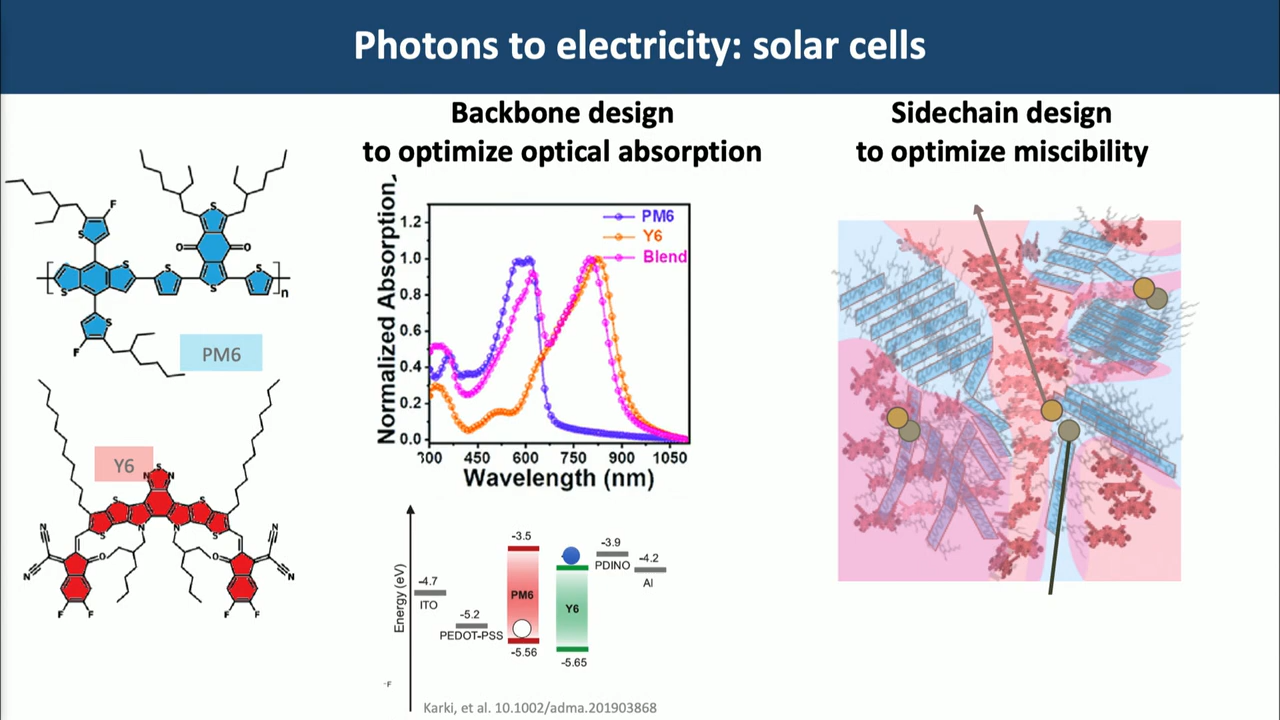 Photons to electricity: solar cells
Backbone design
to optimize optical absorption
Sidechain design
to optimize miscibility
F
S
S
S
O
O
S
S
S
S
S
n
S
F
PM6
Y6
S
N
N
S
S
S
S
N
N
N
N
O
O
N
N
F
F
F
F
Normalized Absorption,
1.2
1.0
0.8
0.6
0.4
0.2
0.0
PM6
Y6
Blend
300
450
600
750
900
1050
Wavelength (nm)
Energy (eV)
-4.7
ITO
-5.2
PEDOT-PSS
-3.5
PM6
-5.56
Y6
-5.65
-3.9
PDINO
-4.2
Al
-F
Karki, et al. 10.1002/adma.201903868